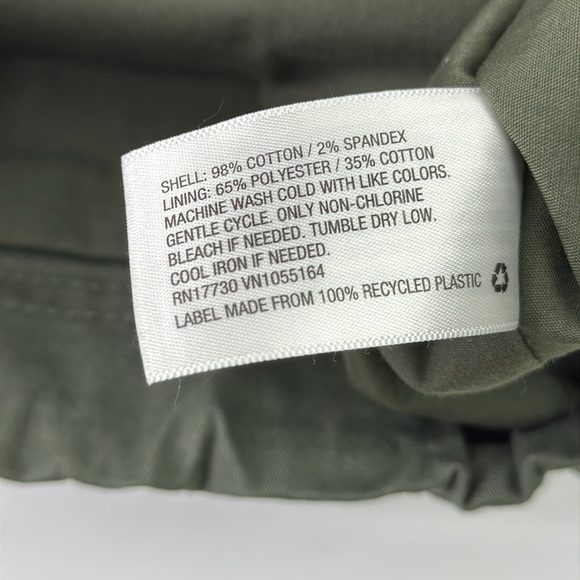 SHELL: 98% COTTON / 2% SPANDEX
LINING: 65% POLYESTER / 35% COTTON
MACHINE WASH COLD WITH LIKE COLORS.
GENTLE CYCLE. ONLY NON-CHLORINE
BLEACH IF NEEDED. TUMBLE DRY LOW.
COOL IRON IF NEEDED.
RN17730 VN1055164
LABEL MADE FROM 100% RECYCLED PLASTIC